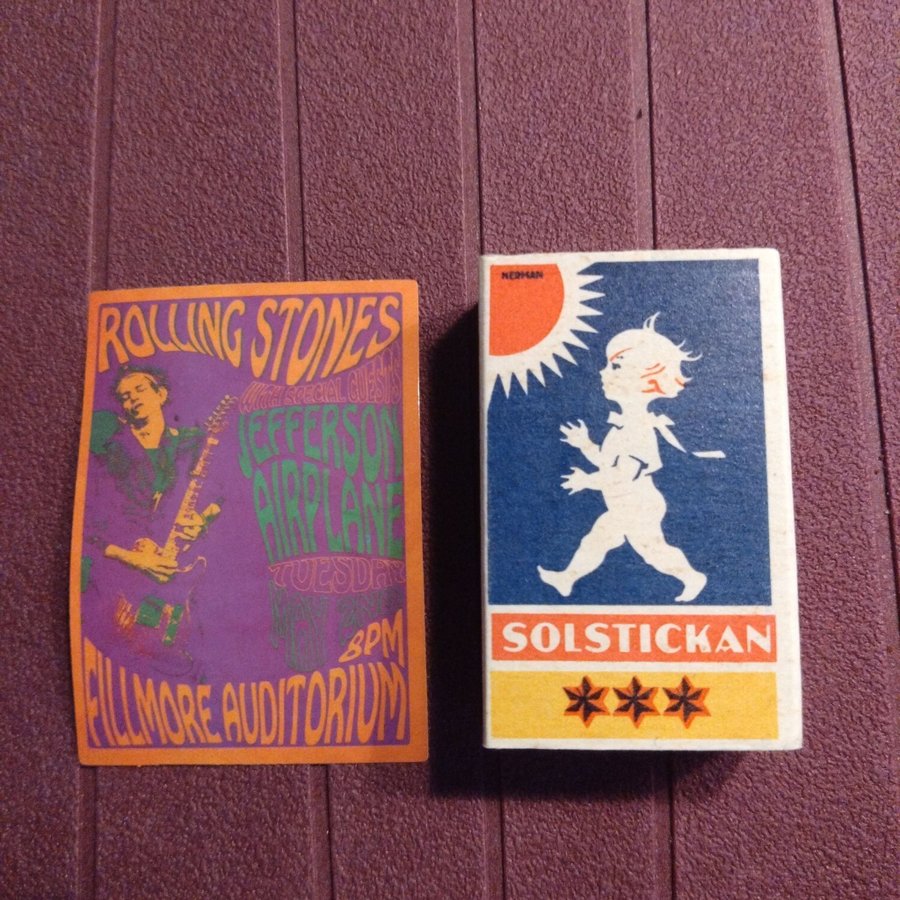 ROLLING STONES
WITH SPECIAL GUESTS
JEFFERSON
AIRPLANE
TUESDAY
8PM
FILLMORE AUDITORIUM
NERMAN
SOLSTICKAN